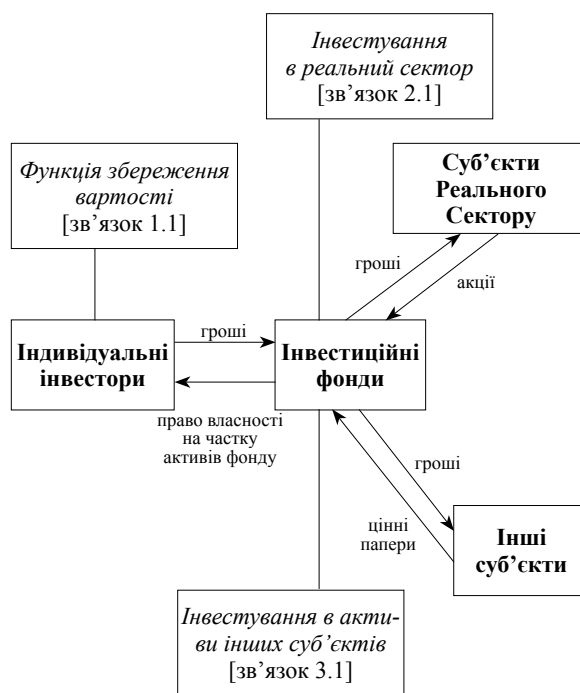 Інвестування
в реальний сектор
[зв’язок 2.1]
Функція збереження
вартості
[зв’язок 1.1]
Суб’єкти
Реального
Сектору
гроші
акції
гроші
Індивідуальні
інвестори
Інвестиційні
фонди
право власності
на частку
активів фонду
гроші
цінні
папери
Інші
суб’єкти
Інвестування в акти-
ви інших суб’єктів
[зв’язок 3.1]